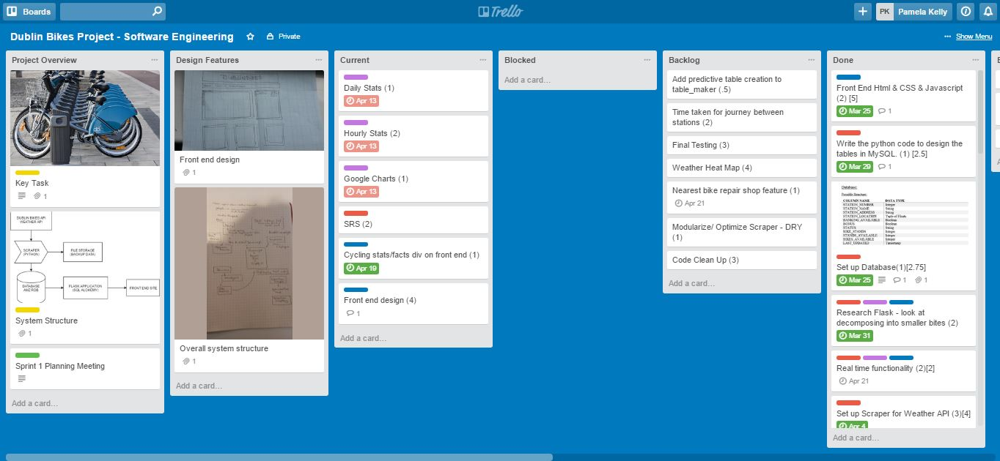 Boards
Trello
PK
Pamela Kelly
Dublin Bikes Project - Software Engineering
Private
Show Menu
Project Overview
Key Task
1
DUBLIN BIKES API
WEATHER API
SCRAPER
(PYTHON)
FILE STORAGE
(BACKUP DATA)
DATABASE
AMZ RDB
FLASK APPLICATION
(SQL ALCHEMY)
FRONT END SITE
System Structure
1
Sprint 1 Planning Meeting
Add a card…
Design Features
Front end design
1
Overall system structure
1
Add a card…
Current
Daily Stats (1)
Apr 13
Hourly Stats (2)
Apr 13
Google Charts (1)
Apr 13
SRS (2)
Cycling stats/facts div on front end (1)
Apr 19
Front end design (4)
1
Add a card…
Blocked
Add a card…
Backlog
Add predictive table creation to
table_maker (.5)
Time taken for journey between
stations (2)
Final Testing (3)
Weather Heat Map (4)
Nearest bike repair shop feature (1)
Apr 21
Modularize/ Optimize Scraper - DRY
(1)
Code Clean Up (3)
Add a card…
Done
Front End Html & CSS & Javascript
(2) [5]
Mar 25
1
Write the python code to design the
tables in MySQL. (1) [2.5]
Mar 29
1
Database:
Possible Structure:
COLUMN NAME DATA TYPE
STATION_NUMBER Integer
STATION_NAME String
STATION_ADDRESS String
STATION_LOCATION Tuple of Floats
BANKING_AVAILABLE Boolean
BONUS Boolean
STATUS String
BIKE_STANDS Integer
STANDS_AVAILABLE Integer
BIKES_AVAILABLE Integer
LAST_UPDATED Timestamp
Set up Database(1)[2.75]
Mar 25
1
1
Research Flask - look at
decomposing into smaller bites (2)
Mar 31
Real time functionality (2)[2]
Apr 21
Set up Scraper for Weather API (3)[4]
Apr 4
Add a card…